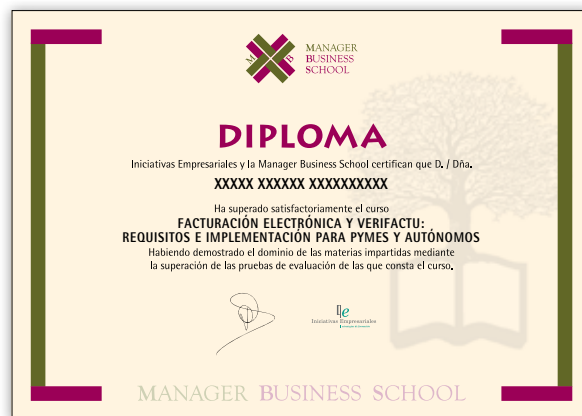 M B
MANAGER
BUSINESS
SCHOOL
DIPLOMA
Iniciativas Empresariales y la Manager Business School certifican que D. / Dña.
XXXXX XXXXXX XXXXXXXXXX
Ha superado satisfactoriamente el curso
FACTURACIÓN ELECTRÓNICA Y VERIFACTU:
REQUISITOS E IMPLEMENTACIÓN PARA PYMES Y AUTÓNOMOS
Habiendo demostrado el dominio de las materias impartidas mediante
la superación de las pruebas de evaluación de las que consta el curso.
Ie
Iniciativas Empresariales
MANAGER BUSINESS SCHOOL